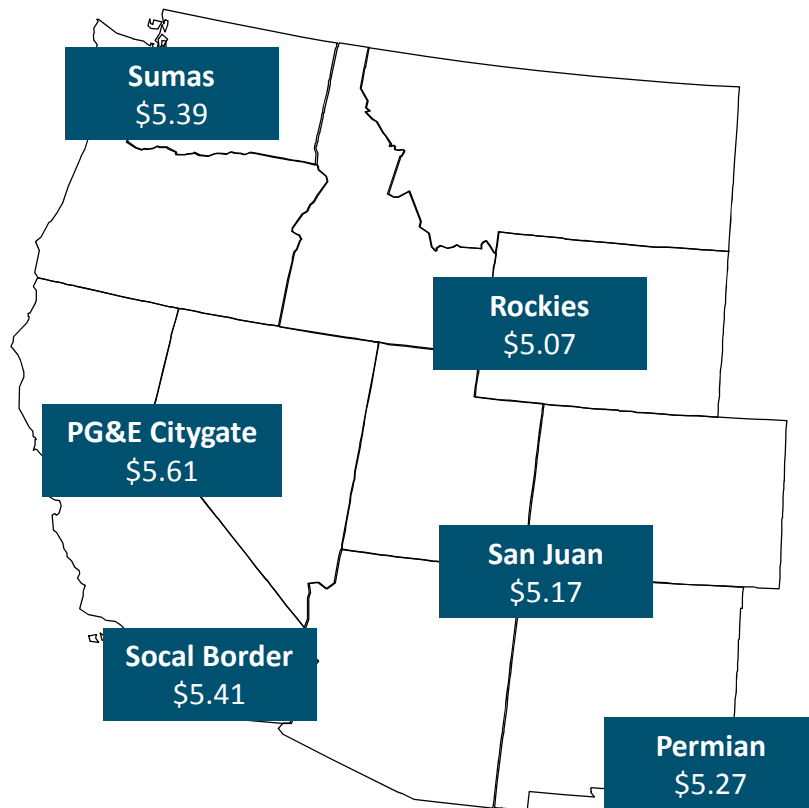 Sumas
$5.39
Rockies
$5.07
PG&E Citygate
$5.61
San Juan
$5.17
Socal Border
$5.41
Permian
$5.27